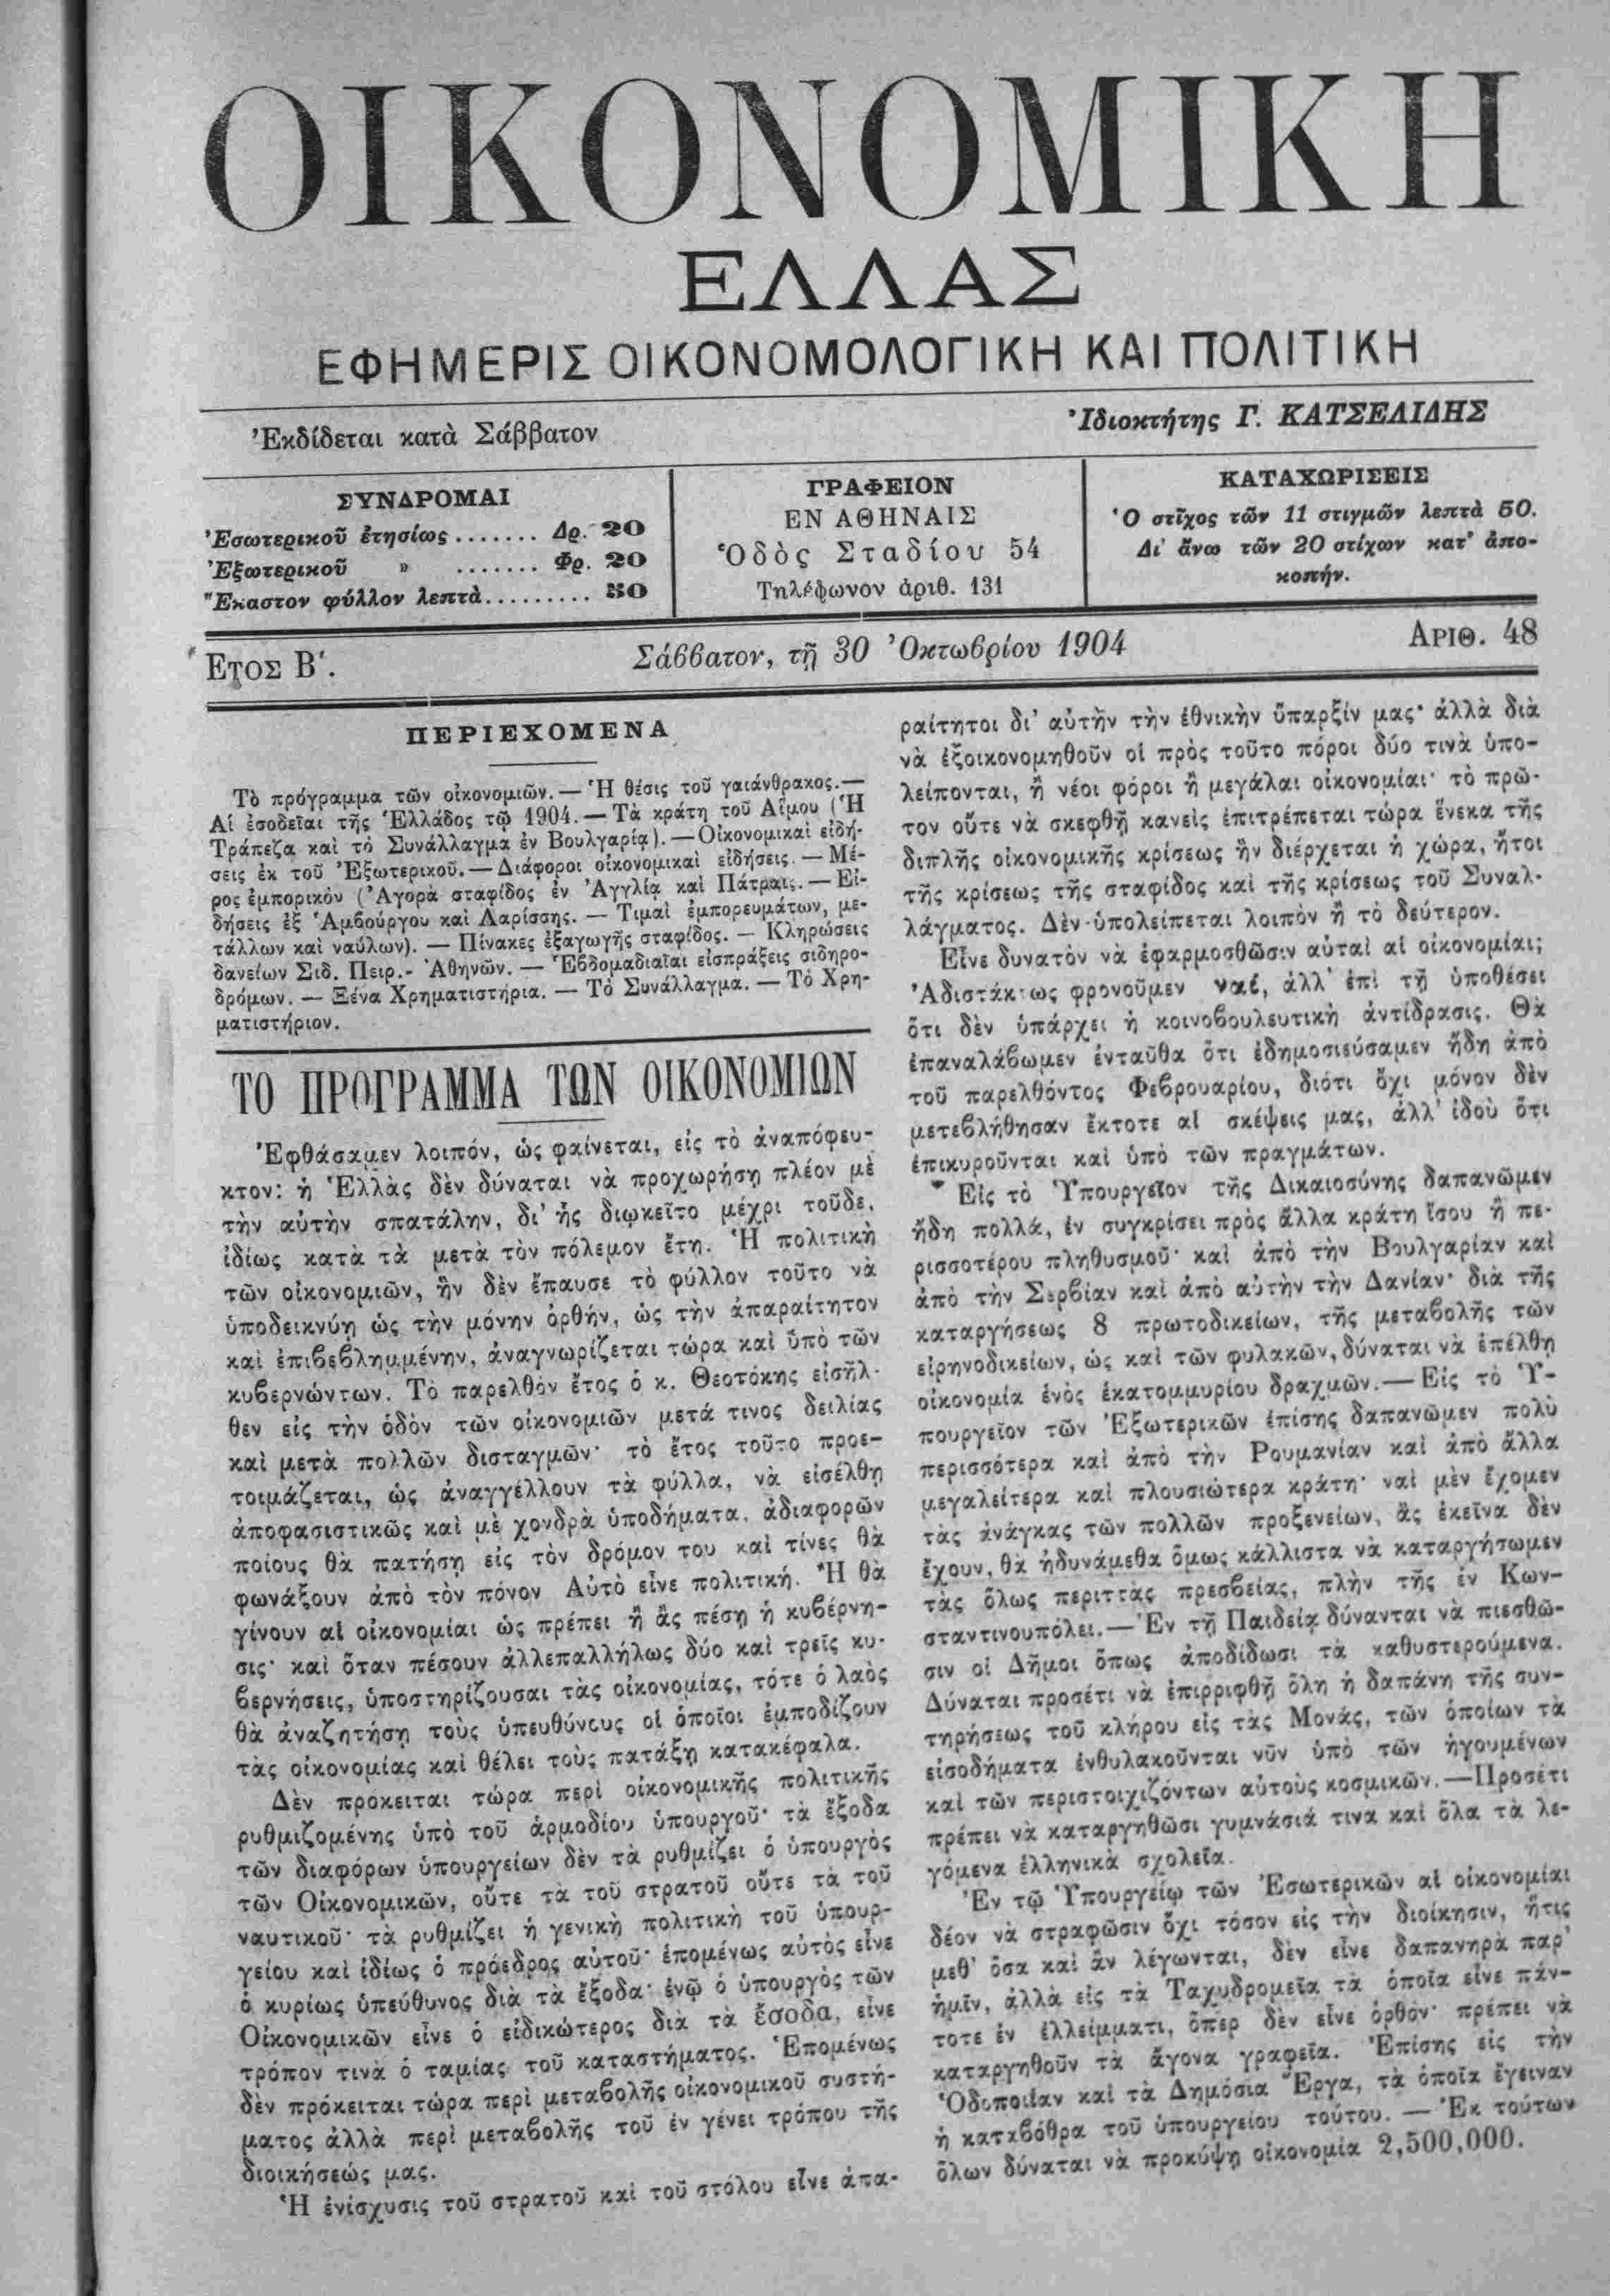 ΟΙΚΟΝΟΜΙΚΗ
ΕΛΛΑΣ
ΕΦΗΜΕΡΙΣ ΟΙΚΟΝΟΜΟΛΟΓΙΚΗ ΚΑΙ ΠΟΛΙΤΙΚΗ
Ἐκδίδεται κατὰ Σάββατον
Ἰδιοκτήτης Γ. ΚΑΤΣΕΛΙΔΗΣ
ΣΥΝΔΡΟΜΑΙ
Ἐσωτερικοῦ ἐτησίως ....... Δρ. 20
Ἐξωτερικοῦ » ....... Φρ. 20
Ἕκαστον φύλλον λεπτὰ......... 50
ΓΡΑΦΕΙΟΝ
ΕΝ ΑΘΗΝΑΙΣ
Ὁδὸς Σταδίου 54
Τηλέφωνον ἀριθ. 131
ΚΑΤΑΧΩΡΙΣΕΙΣ
Ὁ στῖχος τῶν 11 στιγμῶν λεπτὰ 50.
Δι' ἄνω τῶν 20 στίχων κατ' ἀπο-
κοπήν.
ΕΤΟΣ Β'.
Σάββατον, τῇ 30 Ὀκτωβρίου 1904
ΑΡΙΘ. 48
ΠΕΡΙΕΧΟΜΕΝΑ
Τὸ πρόγραμμα τῶν οἰκονομιῶν. — Ἡ θέσις τοῦ γαιάνθρακος. —
Αἱ ἐσοδεῖαι τῆς Ἑλλάδος τῷ 1904. — Τὰ κράτη τοῦ Αἵμου (Ἡ
Τράπεζα καὶ τὸ Συνάλλαγμα ἐν Βουλγαρίᾳ). — Οἰκονομικαὶ εἰδή-
σεις ἐκ τοῦ Ἐξωτερικοῦ. — Διάφοροι οἰκονομικαὶ εἰδήσεις. — Μέ-
ρος ἐμπορικὸν (Ἀγορὰ σταφίδος ἐν Ἀγγλίᾳ καὶ Πάτραις. — Εἰ-
δήσεις ἐξ Ἁμβούργου καὶ Λαρίσσης. — Τιμαὶ ἐμπορευμάτων, με-
τάλλων καὶ ναύλων). — Πίνακες ἐξαγωγῆς σταφίδος. — Κληρώσεις
δανείων Σιδ. Πειρ.- Ἀθηνῶν. — Ἑβδομαδιαῖαι εἰσπράξεις σιδηρο-
δρόμων. — Ξένα Χρηματιστήρια. — Τὸ Συνάλλαγμα. — Τὸ Χρη-
ματιστήριον.
ΤΟ ΠΡΟΓΡΑΜΜΑ ΤΩΝ ΟΙΚΟΝΟΜΙΩΝ
Ἐφθάσαμεν λοιπόν, ὡς φαίνεται, εἰς τὸ ἀναπόφευ-
κτον: ἡ Ἑλλὰς δὲν δύναται νὰ προχωρήσῃ πλέον μὲ
τὴν αὐτὴν σπατάλην, δι' ἧς διῳκεῖτο μέχρι τοῦδε,
ἰδίως κατὰ τὰ μετὰ τὸν πόλεμον ἔτη. Ἡ πολιτικὴ
τῶν οἰκονομιῶν, ἣν δὲν ἔπαυσε τὸ φύλλον τοῦτο νὰ
ὑποδεικνύῃ ὡς τὴν μόνην ὀρθήν, ὡς τὴν ἀπαραίτητον
καὶ ἐπιβεβλημμένην, ἀναγνωρίζεται τώρα καὶ ὑπὸ τῶν
κυβερνώντων. Τὸ παρελθὸν ἔτος ὁ κ. Θεοτόκης εἰσῆλ-
θεν εἰς τὴν ὁδὸν τῶν οἰκονομιῶν μετά τινος δειλίας
καὶ μετὰ πολλῶν δισταγμῶν· τὸ ἔτος τοῦτο προε-
τοιμάζεται, ὡς ἀναγγέλλουν τὰ φύλλα, νὰ εἰσέλθῃ
ἀποφασιστικῶς καὶ μὲ χονδρὰ ὑποδήματα, ἀδιαφορῶν
ποίους θὰ πατήσῃ εἰς τὸν δρόμον του καὶ τίνες θὰ
φωνάξουν ἀπὸ τὸν πόνον Αὐτὸ εἶνε πολιτική. Ἢ θὰ
γίνουν αἱ οἰκονομίαι ὡς πρέπει ἢ ἂς πέσῃ ἡ κυβέρνη-
σις· καὶ ὅταν πέσουν ἀλλεπαλλήλως δύο καὶ τρεῖς κυ-
βερνήσεις, ὑποστηρίζουσαι τὰς οἰκονομίας, τότε ὁ λαὸς
θὰ ἀναζητήσῃ τοὺς ὑπευθύνους οἱ ὁποῖοι ἐμποδίζουν
τὰς οἰκονομίας καὶ θέλει τοὺς πατάξῃ κατακέφαλα.
Δὲν πρόκειται τώρα περὶ οἰκονομικῆς πολιτικῆς
ρυθμιζομένης ὑπὸ τοῦ ἁρμοδίου ὑπουργοῦ· τὰ ἔξοδα
τῶν διαφόρων ὑπουργείων δὲν τὰ ρυθμίζει ὁ ὑπουργὸς
τῶν Οἰκονομικῶν, οὔτε τὰ τοῦ στρατοῦ οὔτε τὰ τοῦ
ναυτικοῦ· τὰ ρυθμίζει ἡ γενικὴ πολιτικὴ τοῦ ὑπουρ-
γείου καὶ ἰδίως ὁ πρόεδρος αὐτοῦ· ἑπομένως αὐτὸς εἶνε
ὁ κυρίως ὑπεύθυνος διὰ τὰ ἔξοδα· ἐνῷ ὁ ὑπουργὸς τῶν
Οἰκονομικῶν εἶνε ὁ εἰδικώτερος διὰ τὰ ἔσοδα, εἶνε
τρόπον τινὰ ὁ ταμίας τοῦ καταστήματος. Ἑπομένως
δὲν πρόκειται τώρα περὶ μεταβολῆς οἰκονομικοῦ συστή-
ματος ἀλλὰ περὶ μεταβολῆς τοῦ ἐν γένει τρόπου τῆς
διοικήσεώς μας.
Ἡ ἐνίσχυσις τοῦ στρατοῦ καὶ τοῦ στόλου εἶνε ἀπα-
ραίτητοι δι' αὐτὴν τὴν ἐθνικὴν ὕπαρξίν μας· ἀλλὰ διὰ
νὰ ἐξοικονομηθοῦν οἱ πρὸς τοῦτο πόροι δύο τινὰ ὑπο-
λείπονται, ἢ νέοι φόροι ἢ μεγάλαι οἰκονομίαι· τὸ πρῶ-
τον οὔτε νὰ σκεφθῇ κανεὶς ἐπιτρέπεται τώρα ἕνεκα τῆς
διπλῆς οἰκονομικῆς κρίσεως ἣν διέρχεται ἡ χώρα, ἤτοι
τῆς κρίσεως τῆς σταφίδος καὶ τῆς κρίσεως τοῦ Συναλ-
λάγματος. Δὲν ὑπολείπεται λοιπὸν ἢ τὸ δεύτερον.
Εἶνε δυνατὸν νὰ ἐφαρμοσθῶσιν αὐταὶ αἱ οἰκονομίαι;
Ἀδιστάκτως φρονοῦμεν ναί, ἀλλ' ἐπὶ τῇ ὑποθέσει
ὅτι δὲν ὑπάρχει ἡ κοινοβουλευτικὴ ἀντίδρασις. Θὰ
ἐπαναλάβωμεν ἐνταῦθα ὅτι ἐδημοσιεύσαμεν ἤδη ἀπὸ
τοῦ παρελθόντος Φεβρουαρίου, διότι ὄχι μόνον δὲν
μετεβλήθησαν ἔκτοτε αἱ σκέψεις μας, ἀλλ' ἰδοὺ ὅτι
ἐπικυροῦνται καὶ ὑπὸ τῶν πραγμάτων.
Εἰς τὸ Ὑπουργεῖον τῆς Δικαιοσύνης δαπανῶμεν
ἤδη πολλά, ἐν συγκρίσει πρὸς ἄλλα κράτη ἴσου ἢ πε-
ρισσοτέρου πληθυσμοῦ· καὶ ἀπὸ τὴν Βουλγαρίαν καὶ
ἀπὸ τὴν Σερβίαν καὶ ἀπὸ αὐτὴν τὴν Δανίαν· διὰ τῆς
καταργήσεως 8 πρωτοδικείων, τῆς μεταβολῆς τῶν
εἰρηνοδικείων, ὡς καὶ τῶν φυλακῶν, δύναται νὰ ἐπέλθῃ
οἰκονομία ἑνὸς ἑκατομμυρίου δραχμῶν. — Εἰς τὸ Ὑ-
πουργεῖον τῶν Ἐξωτερικῶν ἐπίσης δαπανῶμεν πολὺ
περισσότερα καὶ ἀπὸ τὴν Ρουμανίαν καὶ ἀπὸ ἄλλα
μεγαλείτερα καὶ πλουσιώτερα κράτη· ναὶ μὲν ἔχομεν
τὰς ἀνάγκας τῶν πολλῶν προξενείων, ἃς ἐκεῖνα δὲν
ἔχουν, θὰ ἠδυνάμεθα ὅμως κάλλιστα νὰ καταργήσωμεν
τὰς ὅλως περιττὰς πρεσβείας, πλὴν τῆς ἐν Κων-
σταντινουπόλει. — Ἐν τῇ Παιδείᾳ δύνανται νὰ πιεσθῶ-
σιν οἱ Δῆμοι ὅπως ἀποδίδωσι τὰ καθυστερούμενα.
Δύναται προσέτι νὰ ἐπιρριφθῇ ὅλη ἡ δαπάνη τῆς συν-
τηρήσεως τοῦ κλήρου εἰς τὰς Μονάς, τῶν ὁποίων τὰ
εἰσοδήματα ἐνθυλακοῦνται νῦν ὑπὸ τῶν ἡγουμένων
καὶ τῶν περιστοιχιζόντων αὐτοὺς κοσμικῶν. — Προσέτι
πρέπει νὰ καταργηθῶσι γυμνάσιά τινα καὶ ὅλα τὰ λε-
γόμενα ἑλληνικὰ σχολεῖα.
Ἐν τῷ Ὑπουργείῳ τῶν Ἐσωτερικῶν αἱ οἰκονομίαι
δέον νὰ στραφῶσιν ὄχι τόσον εἰς τὴν διοίκησιν, ἥτις
μεθ' ὅσα καὶ ἂν λέγωνται, δὲν εἶνε δαπανηρὰ παρ'
ἡμῖν, ἀλλὰ εἰς τὰ Ταχυδρομεῖα τὰ ὁποῖα εἶνε πάν-
τοτε ἐν ἐλλείμματι, ὅπερ δὲν εἶνε ὀρθόν· πρέπει νὰ
καταργηθοῦν τὰ ἄγονα γραφεῖα. Ἐπίσης εἰς τὴν
Ὁδοποιΐαν καὶ τὰ Δημόσια Ἔργα, τὰ ὁποῖα ἔγειναν
ἡ καταβόθρα τοῦ ὑπουργείου τούτου. — Ἐκ τούτων
ὅλων δύναται νὰ προκύψῃ οἰκονομία 2,500,000.